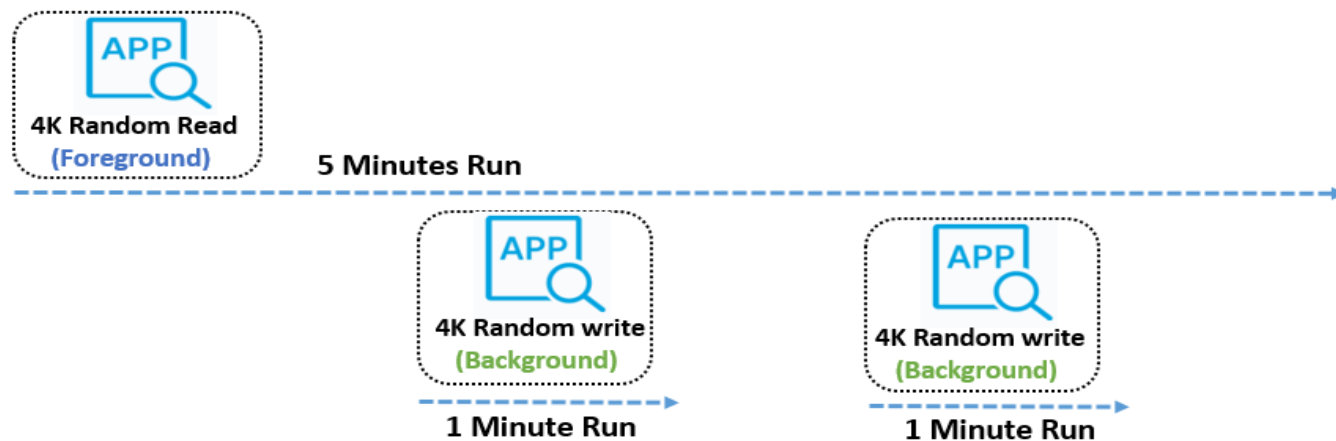 APP
4K Random Read
(Foreground)
5 Minutes Run
APP
4K Random write
(Background)
1 Minute Run
APP
4K Random write
(Background)
1 Minute Run